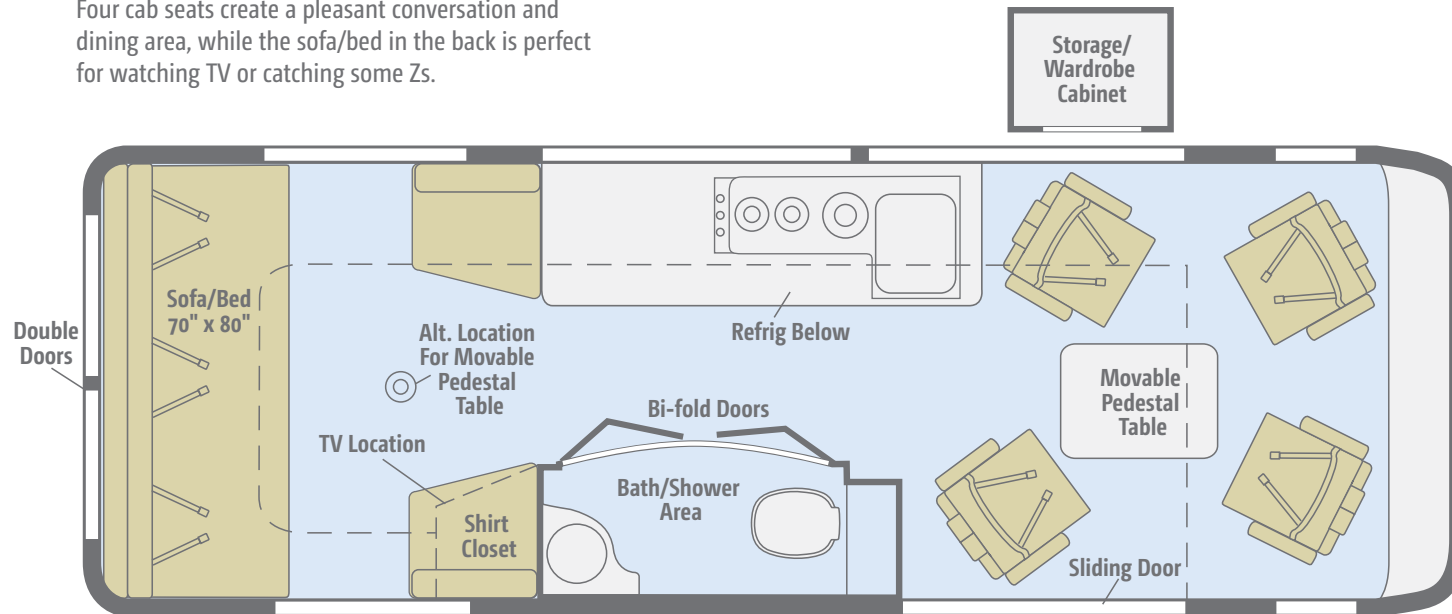 Four cab seats create a pleasant conversation and
dining area, while the sofa/bed in the back is perfect
for watching TV or catching some Zs.
Storage/
Wardrobe
Cabinet
Sofa/Bed
70" x 80"
Double
Doors
Alt. Location
For Movable
Pedestal
Table
Refrig Below
Movable
Pedestal
Table
Bi-fold Doors
TV Location
Bath/Shower
Area
Shirt
Closet
Sliding Door